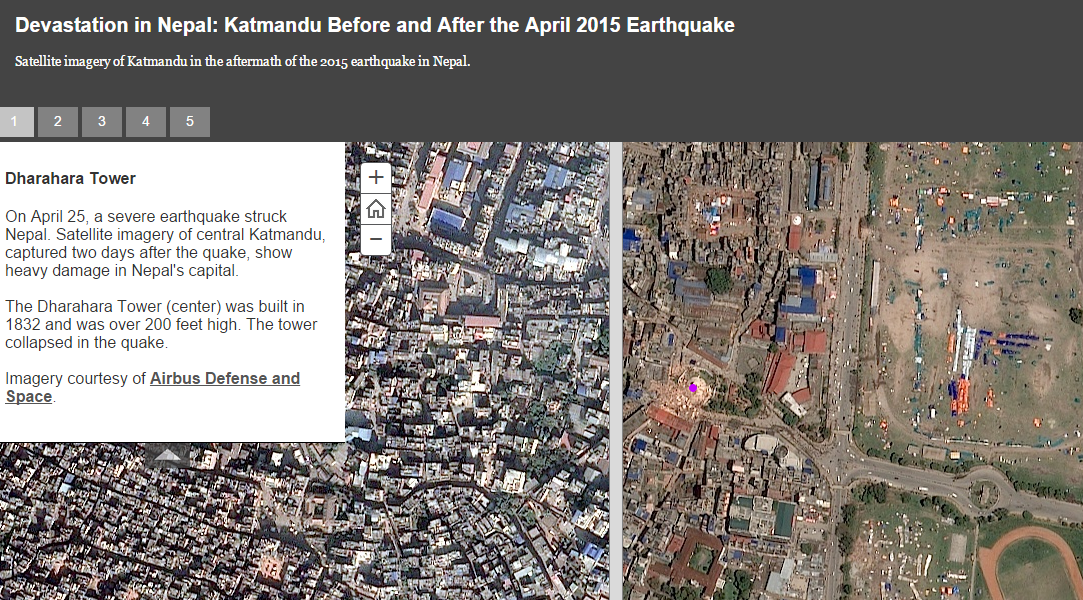 Devastation in Nepal: Katmandu Before and After the April 2015 Earthquake
Satellite imagery of Katmandu in the aftermath of the 2015 earthquake in Nepal.
1 2 3 4 5
Dharahara Tower
On April 25, a severe earthquake struck
Nepal. Satellite imagery of central Katmandu,
captured two days after the quake, show
heavy damage in Nepal's capital.
The Dharahara Tower (center) was built in
1832 and was over 200 feet high. The tower
collapsed in the quake.
Imagery courtesy of Airbus Defense and
Space.
+
−